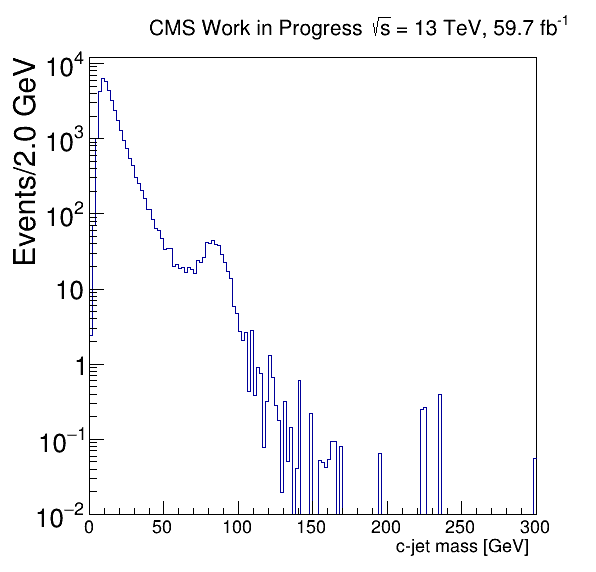 CMS Work in Progress √s = 13 TeV, 59.7 fb⁻¹
Events/2.0 GeV
10⁴
10³
10²
10
1
10⁻¹
10⁻²
0 50 100 150 200 250 300
c-jet mass [GeV]